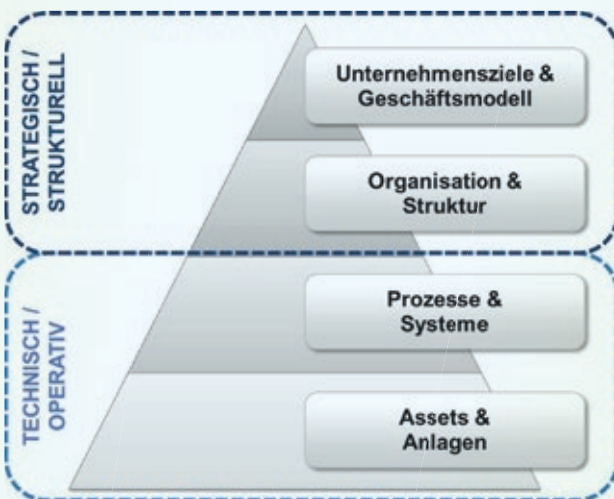 STRATEGISCH /
STRUKTURELL
Unternehmensziele &
Geschäftsmodell
Organisation &
Struktur
TECHNISCH /
OPERATIV
Prozesse &
Systeme
Assets &
Anlagen